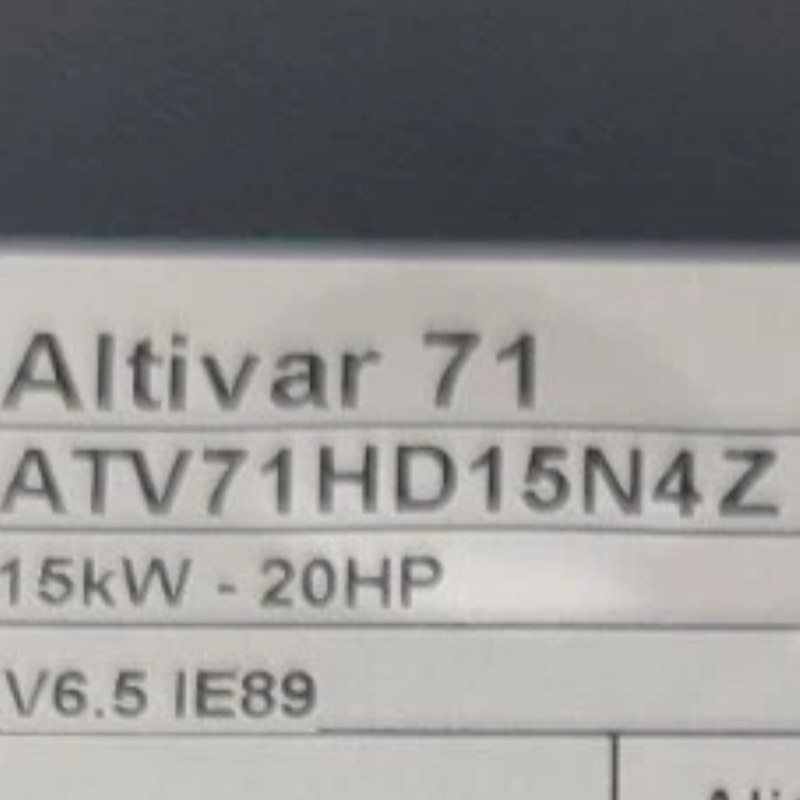 Altivar 71
ATV71HD15N4Z
15kW - 20HP
V6.5 IE89